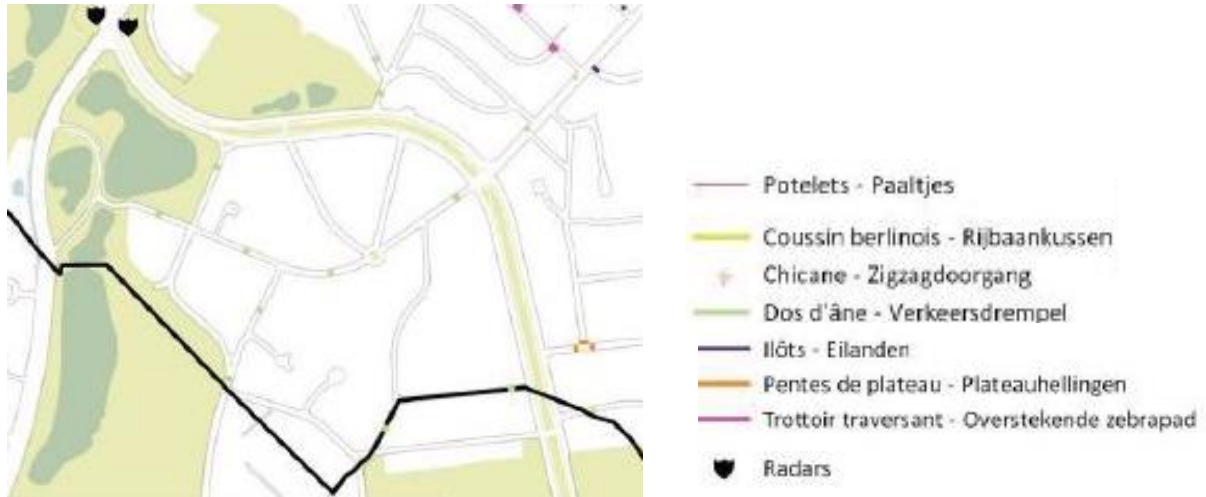 Potelets - Paaltjes
Coussin berlinois - Rijbaankussen
Chicane - Zigzagdoorgang
Dos d'âne - Verkeersdrempel
Ilôts - Eilanden
Pentes de plateau - Plateauhellingen
Trottoir traversant - Overstekende zebrapad
Radars